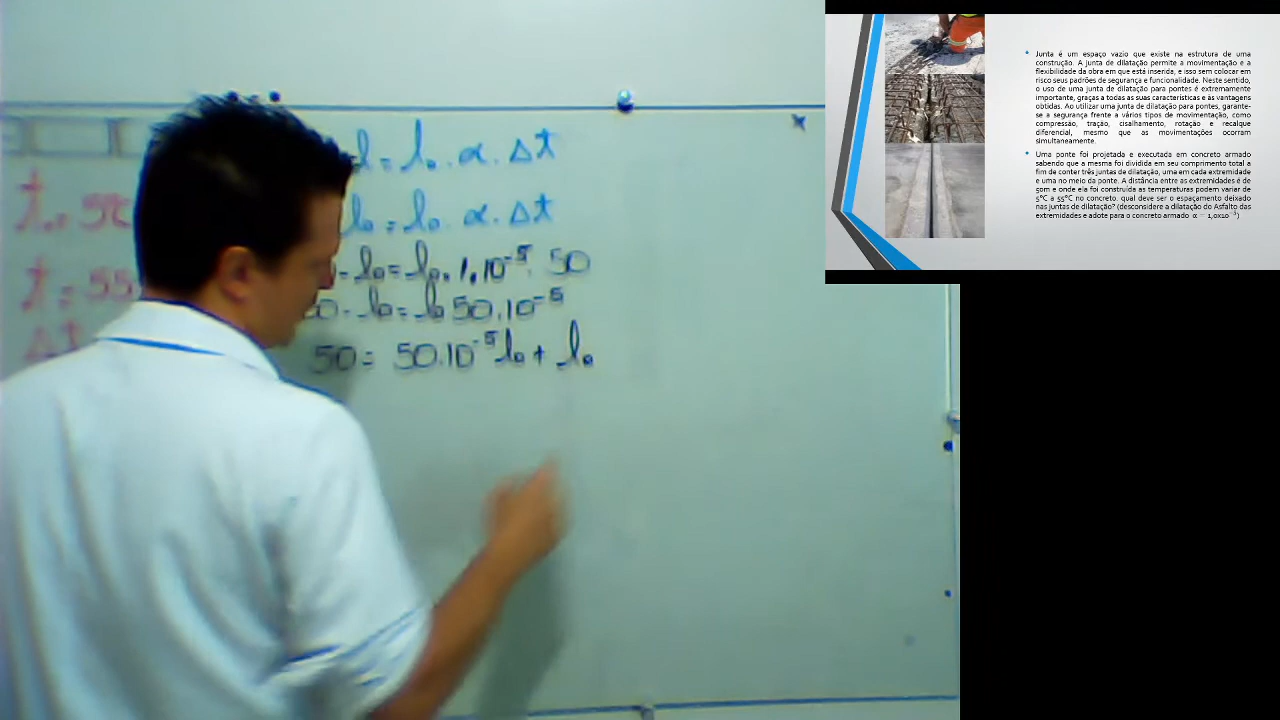 t₀ = 5°C
t = 55
Δt
l = l₀ . α . Δt
l₀ = l₀ . α . Δt
- l₀ = l₀ . 1.10⁻⁵ . 50
50 - l₀ = l₀ 50.10⁻⁵
50 = 50.10⁻⁵ l₀ + l₀
• Junta é um espaço vazio que existe na estrutura de uma
construção. A junta de dilatação permite a movimentação e a
flexibilidade da obra em que está inserida, e isso sem colocar em
risco seus padrões de segurança e funcionalidade. Neste sentido,
o uso de uma junta de dilatação para pontes é extremamente
importante, graças a todas as suas características e às vantagens
obtidas. Ao utilizar uma junta de dilatação para pontes, garante-
se a segurança frente a vários tipos de movimentação, como
compressão, tração, cisalhamento, rotação e recalque
diferencial, mesmo que as movimentações ocorram
simultaneamente.
• Uma ponte foi projetada e executada em concreto armado
sabendo que a mesma foi dividida em seu comprimento total a
fim de conter três juntas de dilatação, uma em cada extremidade
e uma no meio da ponte. A distância entre as extremidades é de
50m e onde ela foi construída as temperaturas podem variar de
5°C a 55°C no concreto. qual deve ser o espaçamento deixado
nas juntas de dilatação? (desconsidere a dilatação do Asfalto das
extremidades e adote para o concreto armado α = 1,0x10⁻⁵)